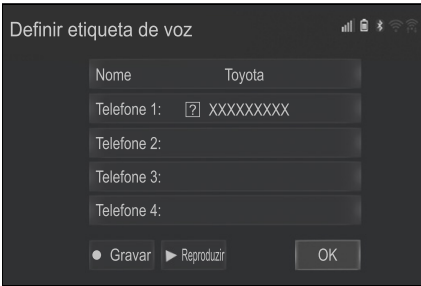 Definir etiqueta de voz
Nome Toyota
Telefone 1: ? XXXXXXXXX
Telefone 2:
Telefone 3:
Telefone 4:
Gravar Reproduzir OK